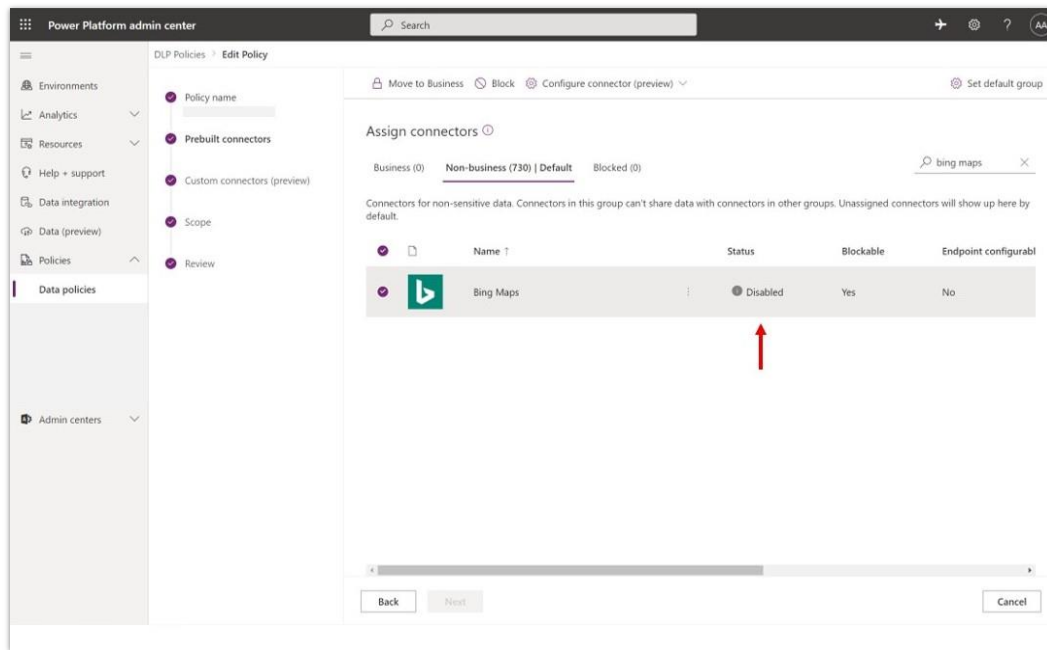 Power Platform admin center
Search
?
AA
DLP Policies > Edit Policy
Environments
Analytics
Resources
Help + support
Data integration
Data (preview)
Policies
Data policies
Admin centers
Policy name
Prebuilt connectors
Custom connectors (preview)
Scope
Review
Move to Business Block Configure connector (preview)
Set default group
Assign connectors
Business (0) Non-business (730) | Default Blocked (0)
bing maps
Connectors for non-sensitive data. Connectors in this group can't share data with connectors in other groups. Unassigned connectors will show up here by
default.
Name ↑ Status Blockable Endpoint configurabl
Bing Maps Disabled Yes No
Back Next Cancel